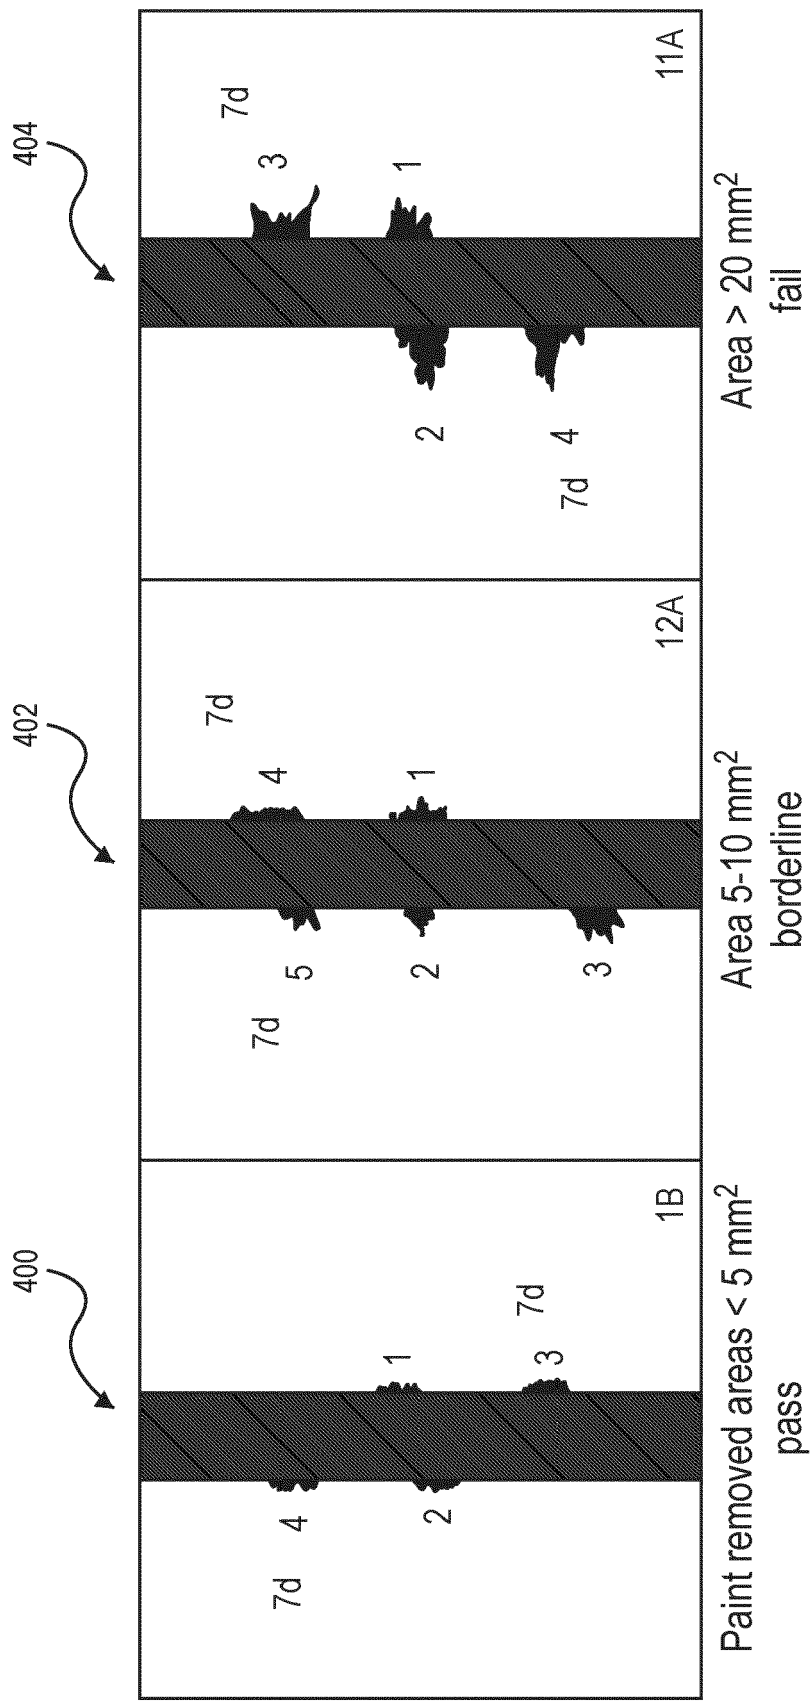 400
7d
4
1
2
7d
3
1B
Paint removed areas < 5 mm²
pass
402
7d
4
7d
5
2
1
3
12A
Area 5-10 mm²
borderline
404
7d
3
1
2
4
7d
11A
Area > 20 mm²
fail